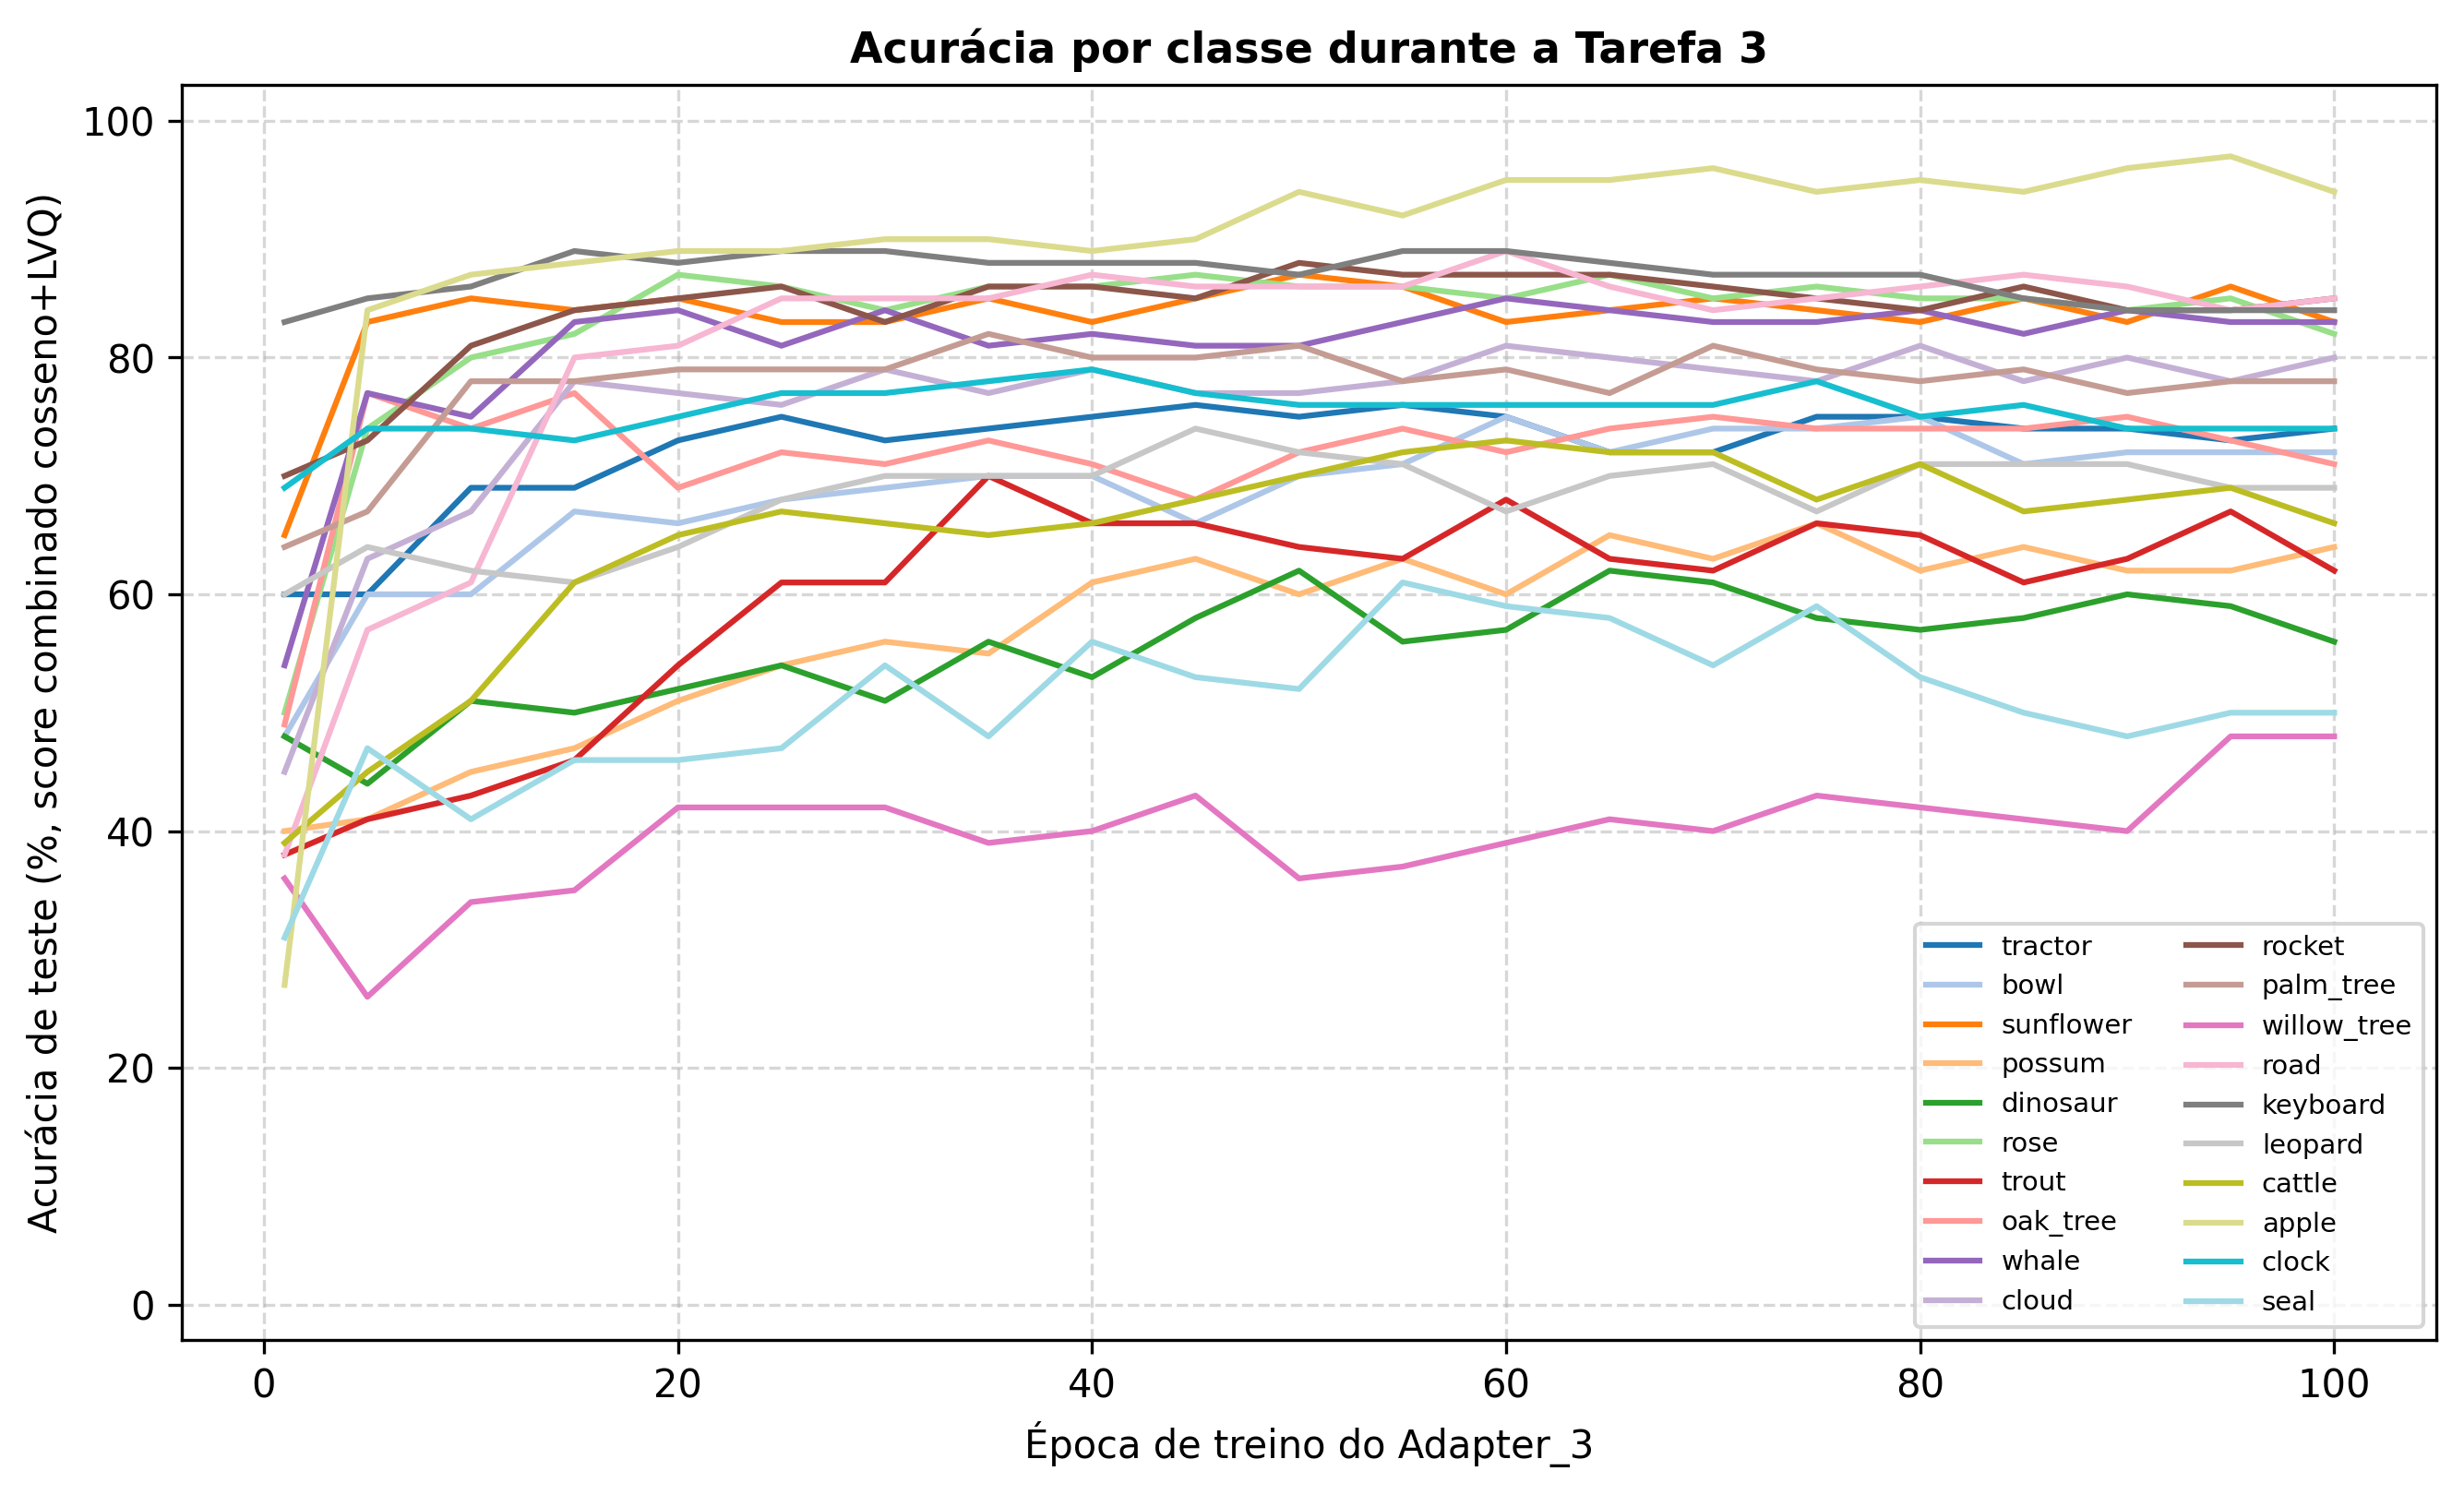 Acurácia por classe durante a Tarefa 3
Acurácia de teste (%, score combinado cosseno+LVQ)
100
80
60
40
20
0
tractor
bowl
sunflower
possum
dinosaur
rose
trout
oak_tree
whale
cloud
rocket
palm_tree
willow_tree
road
keyboard
leopard
cattle
apple
clock
seal
0 20 40 60 80 100
Época de treino do Adapter_3